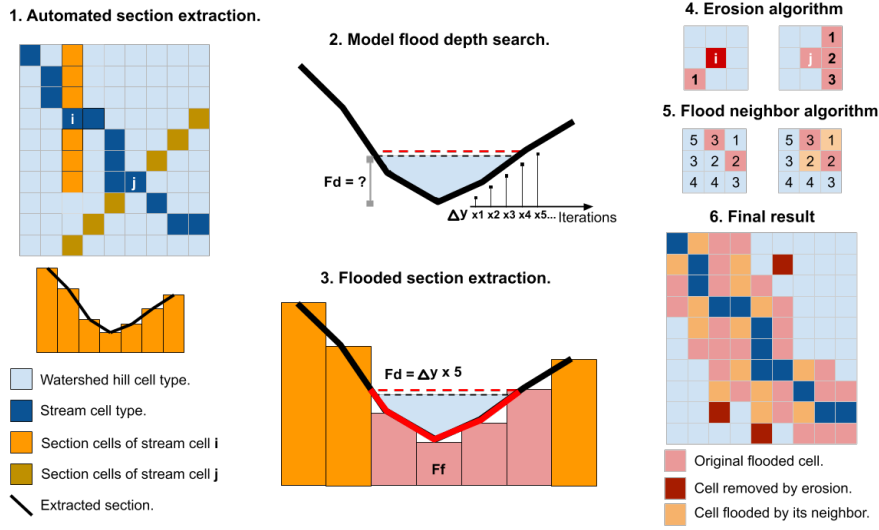 1. Automated section extraction.
i
j
Watershed hill cell type.
Stream cell type.
Section cells of stream cell i
Section cells of stream cell j
Extracted section.
2. Model flood depth search.
Fd = ?
Δy x1 x2 x3 x4 x5... Iterations
3. Flooded section extraction.
Fd = Δy x 5
Ff
4. Erosion algorithm
i
1
1
j 2
3
5. Flood neighbor algorithm
5 3 1
3 2 2
4 4 3
5 3 1
3 2 2
4 4 3
6. Final result
Original flooded cell.
Cell removed by erosion.
Cell flooded by its neighbor.